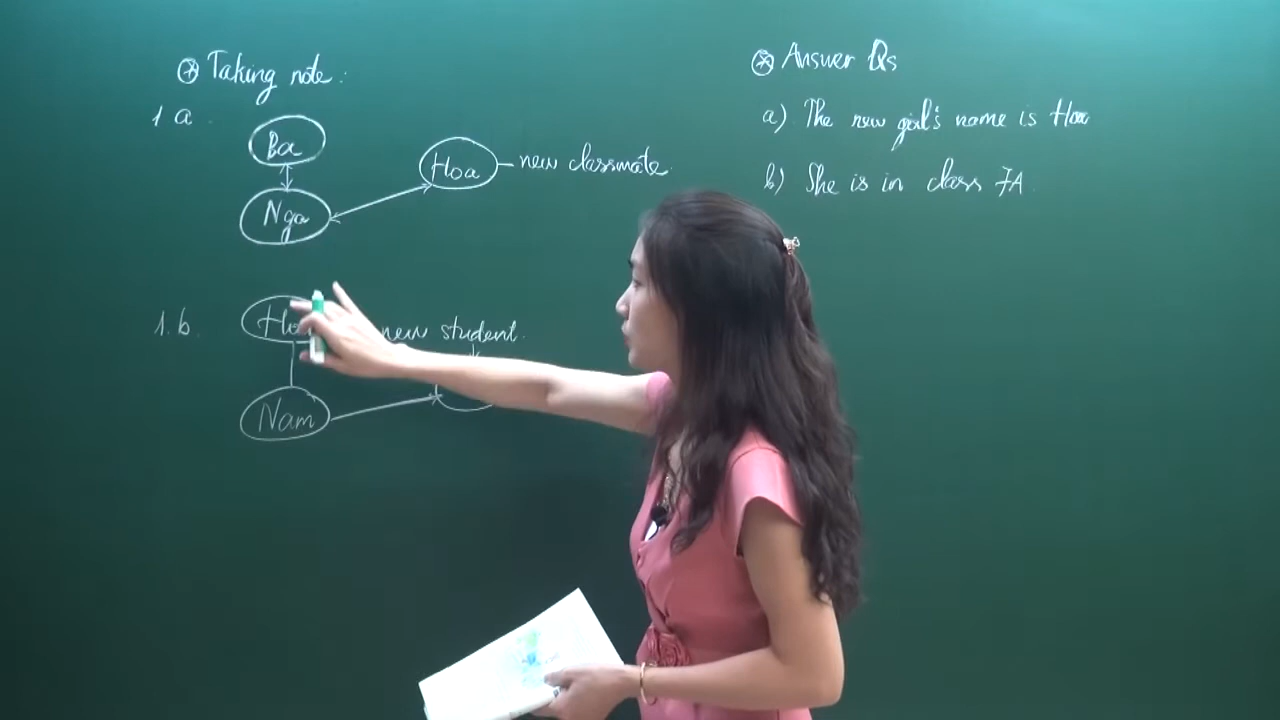 ⊛ Taking note:
1 a.
Ba
Hoa – new classmate.
Nga
1. b.
new student.
Nam
⊛ Answer Qs
a) The new girl's name is Hoa
b) She is in class 7A.